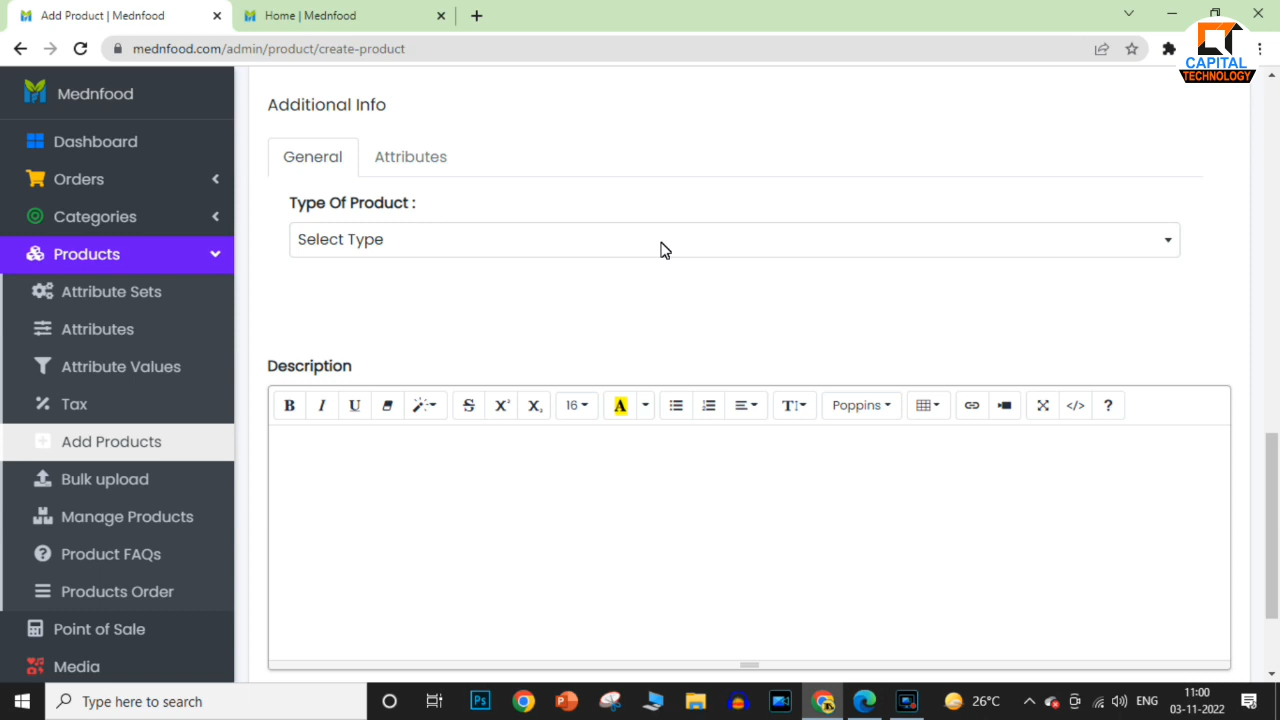 Add Product | Mednfood
Home | Mednfood
mednfood.com/admin/product/create-product
CAPITAL
TECHNOLOGY
Mednfood
Dashboard
Orders
Categories
Products
Attribute Sets
Attributes
Attribute Values
Tax
Add Products
Bulk upload
Manage Products
Product FAQs
Products Order
Point of Sale
Media
Additional Info
General
Attributes
Type Of Product :
Select Type
Description
B I U S X² X₂ 16 A T Poppins </> ?
Type here to search
Ps
26°C
ENG
11:00
03-11-2022